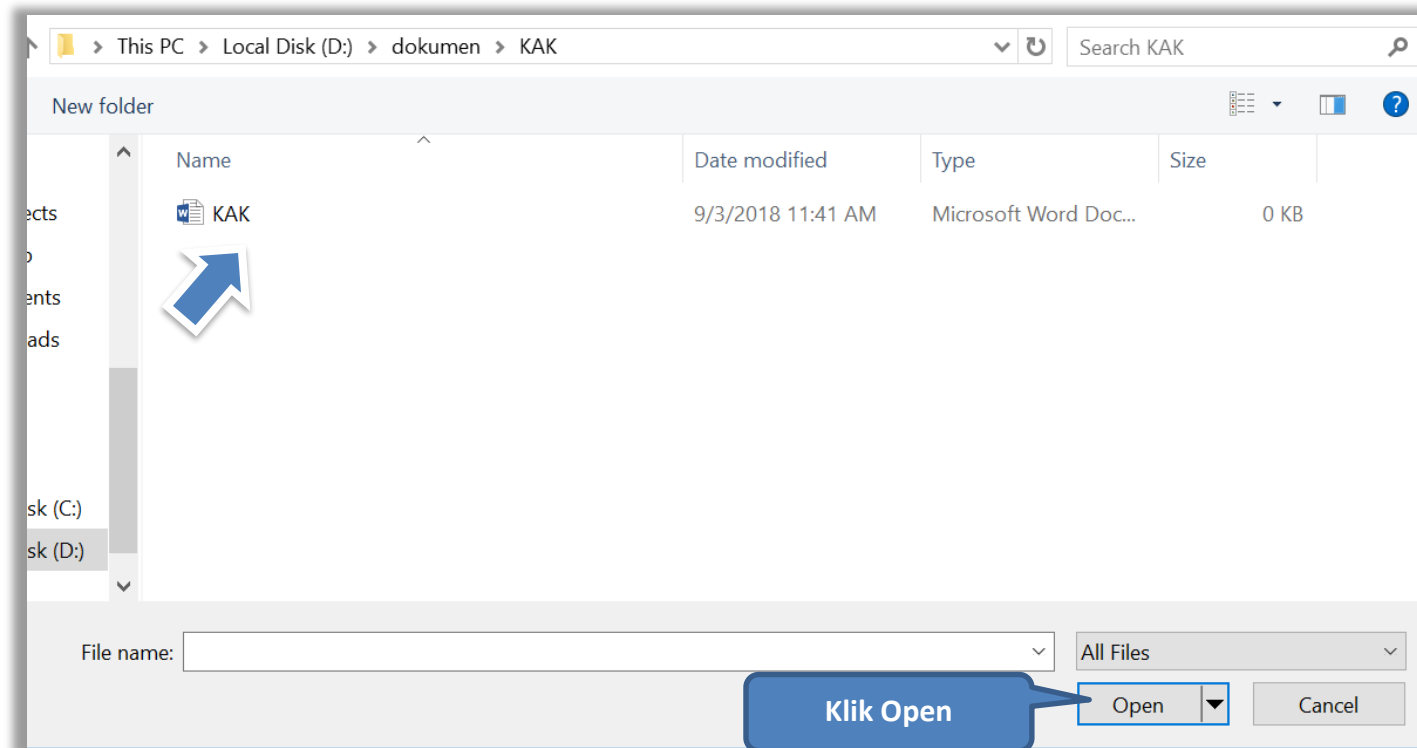 This PC > Local Disk (D:) > dokumen > KAK
Search KAK
New folder
?
Name
Date modified
Type
Size
ects
KAK
9/3/2018 11:41 AM
Microsoft Word Doc...
0 KB
ents
ads
sk (C:)
sk (D:)
File name:
All Files
Klik Open
Open
Cancel